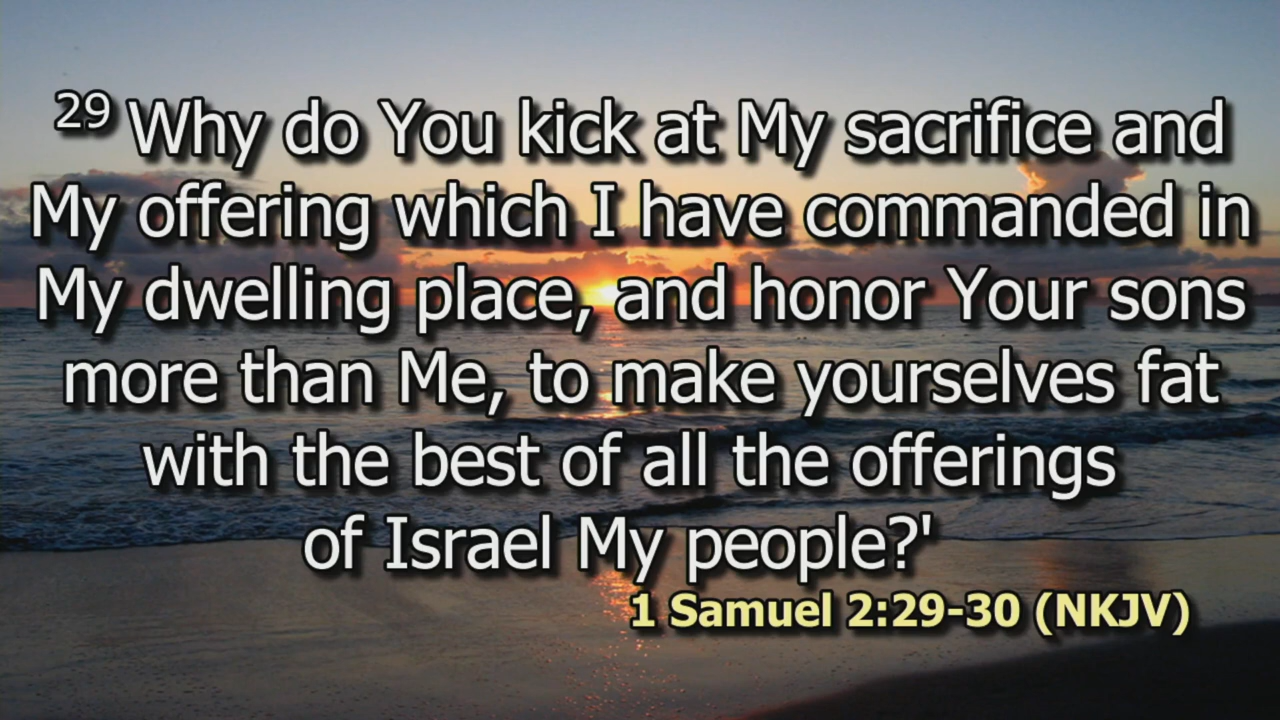 29 Why do You kick at My sacrifice and
My offering which I have commanded in
My dwelling place, and honor Your sons
more than Me, to make yourselves fat
with the best of all the offerings
of Israel My people?'
1 Samuel 2:29-30 (NKJV)